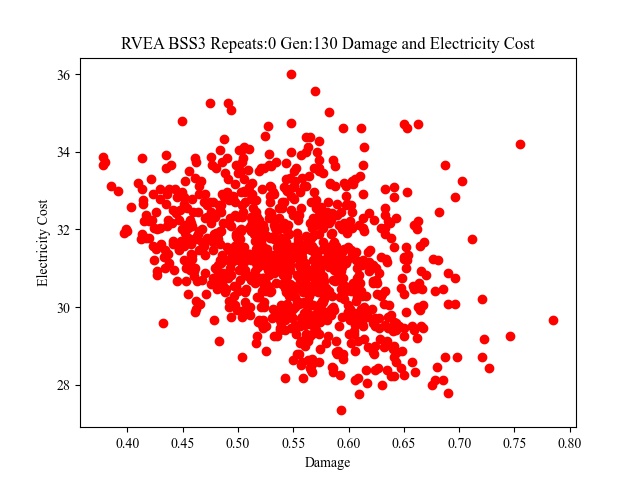 RVEA BSS3 Repeats:0 Gen:130 Damage and Electricity Cost
36
34
32
30
28
Electricity Cost
0.40 0.45 0.50 0.55 0.60 0.65 0.70 0.75 0.80
Damage